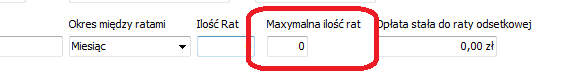 Okres między ratami Ilość Rat Maxymalna ilość rat Opłata stała do raty odsetkowej
Miesiąc 0 0,00 zł